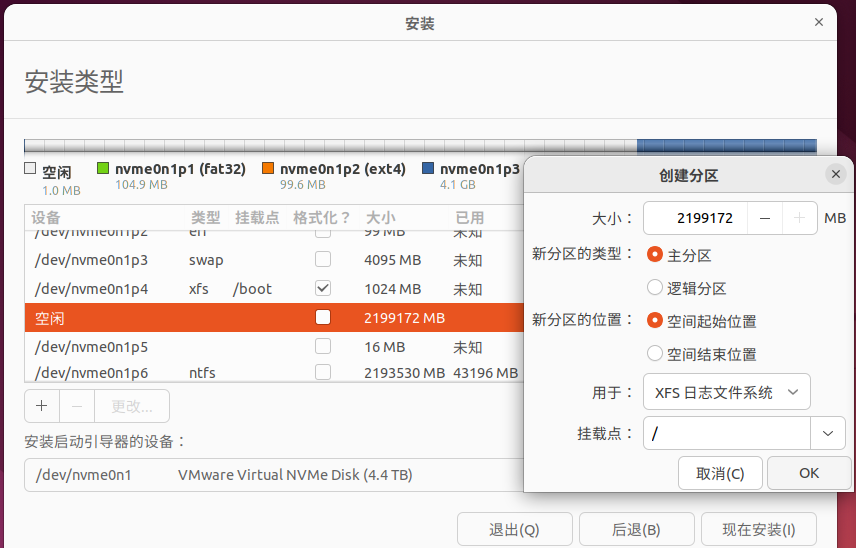 安装
安装类型
空闲
1.0 MB
nvme0n1p1 (fat32)
104.9 MB
nvme0n1p2 (ext4)
99.6 MB
nvme0n1p3
4.1 GB
设备 类型 挂载点 格式化？ 大小 已用
/dev/nvme0n1p2 efi 99 MB 未知
/dev/nvme0n1p3 swap 4095 MB 未知
/dev/nvme0n1p4 xfs /boot 1024 MB 未知
空闲 2199172 MB
/dev/nvme0n1p5 16 MB 未知
/dev/nvme0n1p6 ntfs 2193530 MB 43196 MB
+ − 更改...
安装启动引导器的设备：
/dev/nvme0n1 VMware Virtual NVMe Disk (4.4 TB)
退出(Q) 后退(B) 现在安装(I)
创建分区
大小： 2199172 − + MB
新分区的类型： 主分区
逻辑分区
新分区的位置： 空间起始位置
空间结束位置
用于： XFS 日志文件系统
挂载点： /
取消(C) OK